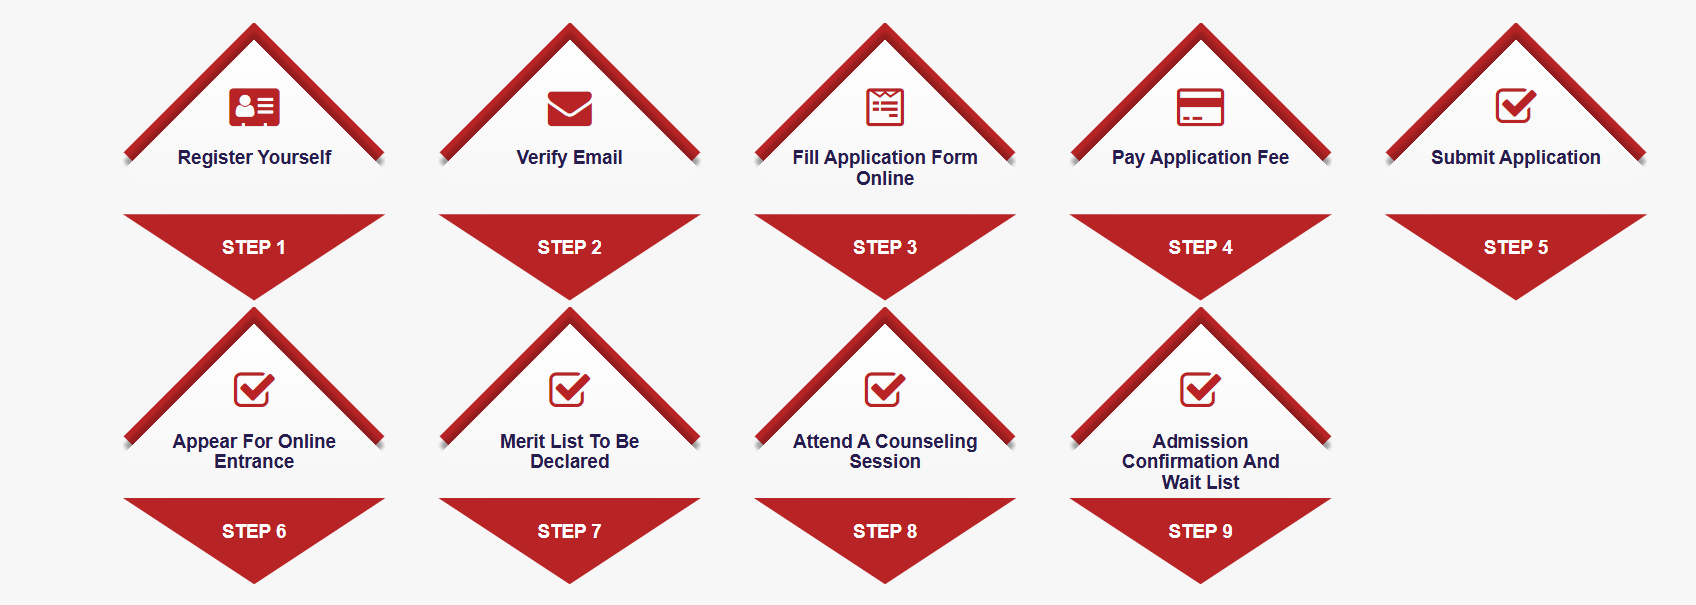 Register Yourself
STEP 1
Verify Email
STEP 2
Fill Application Form
Online
STEP 3
Pay Application Fee
STEP 4
Submit Application
STEP 5
Appear For Online
Entrance
STEP 6
Merit List To Be
Declared
STEP 7
Attend A Counseling
Session
STEP 8
Admission
Confirmation And
Wait List
STEP 9